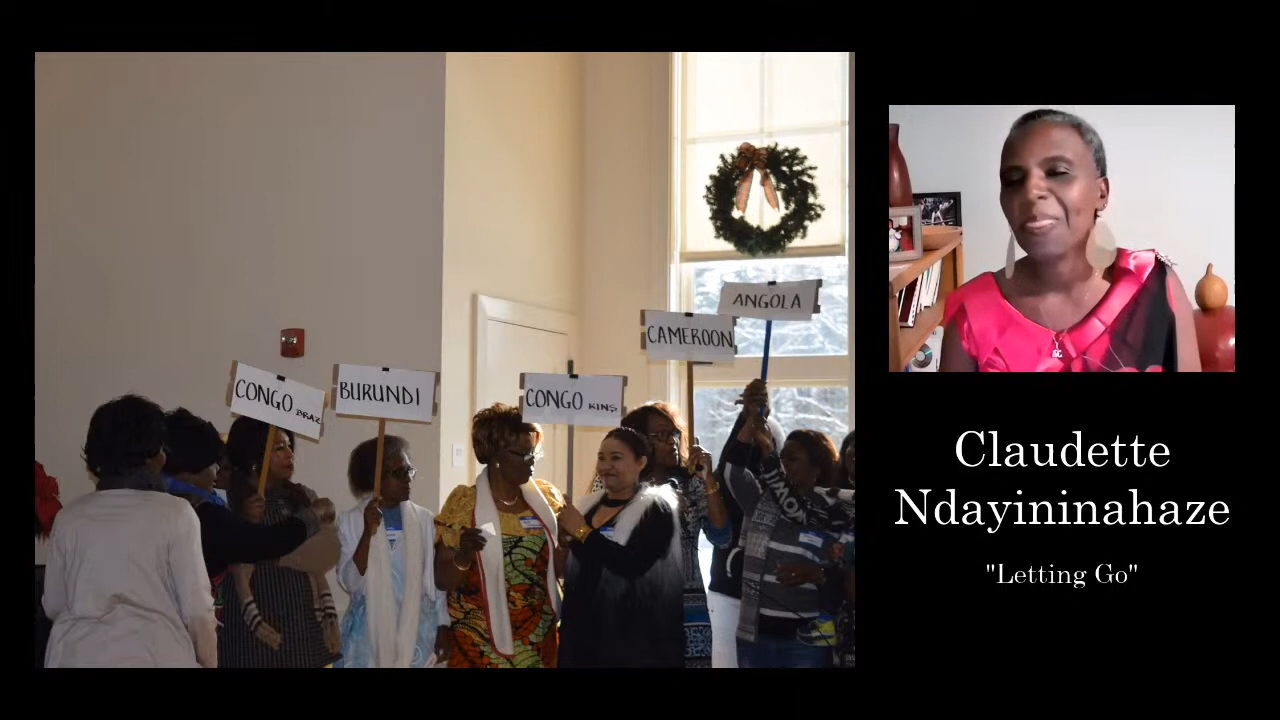 CONGO BRAZ
BURUNDI
CONGO KINS
CAMEROON
ANGOLA
Claudette
Ndayininahaze
"Letting Go"